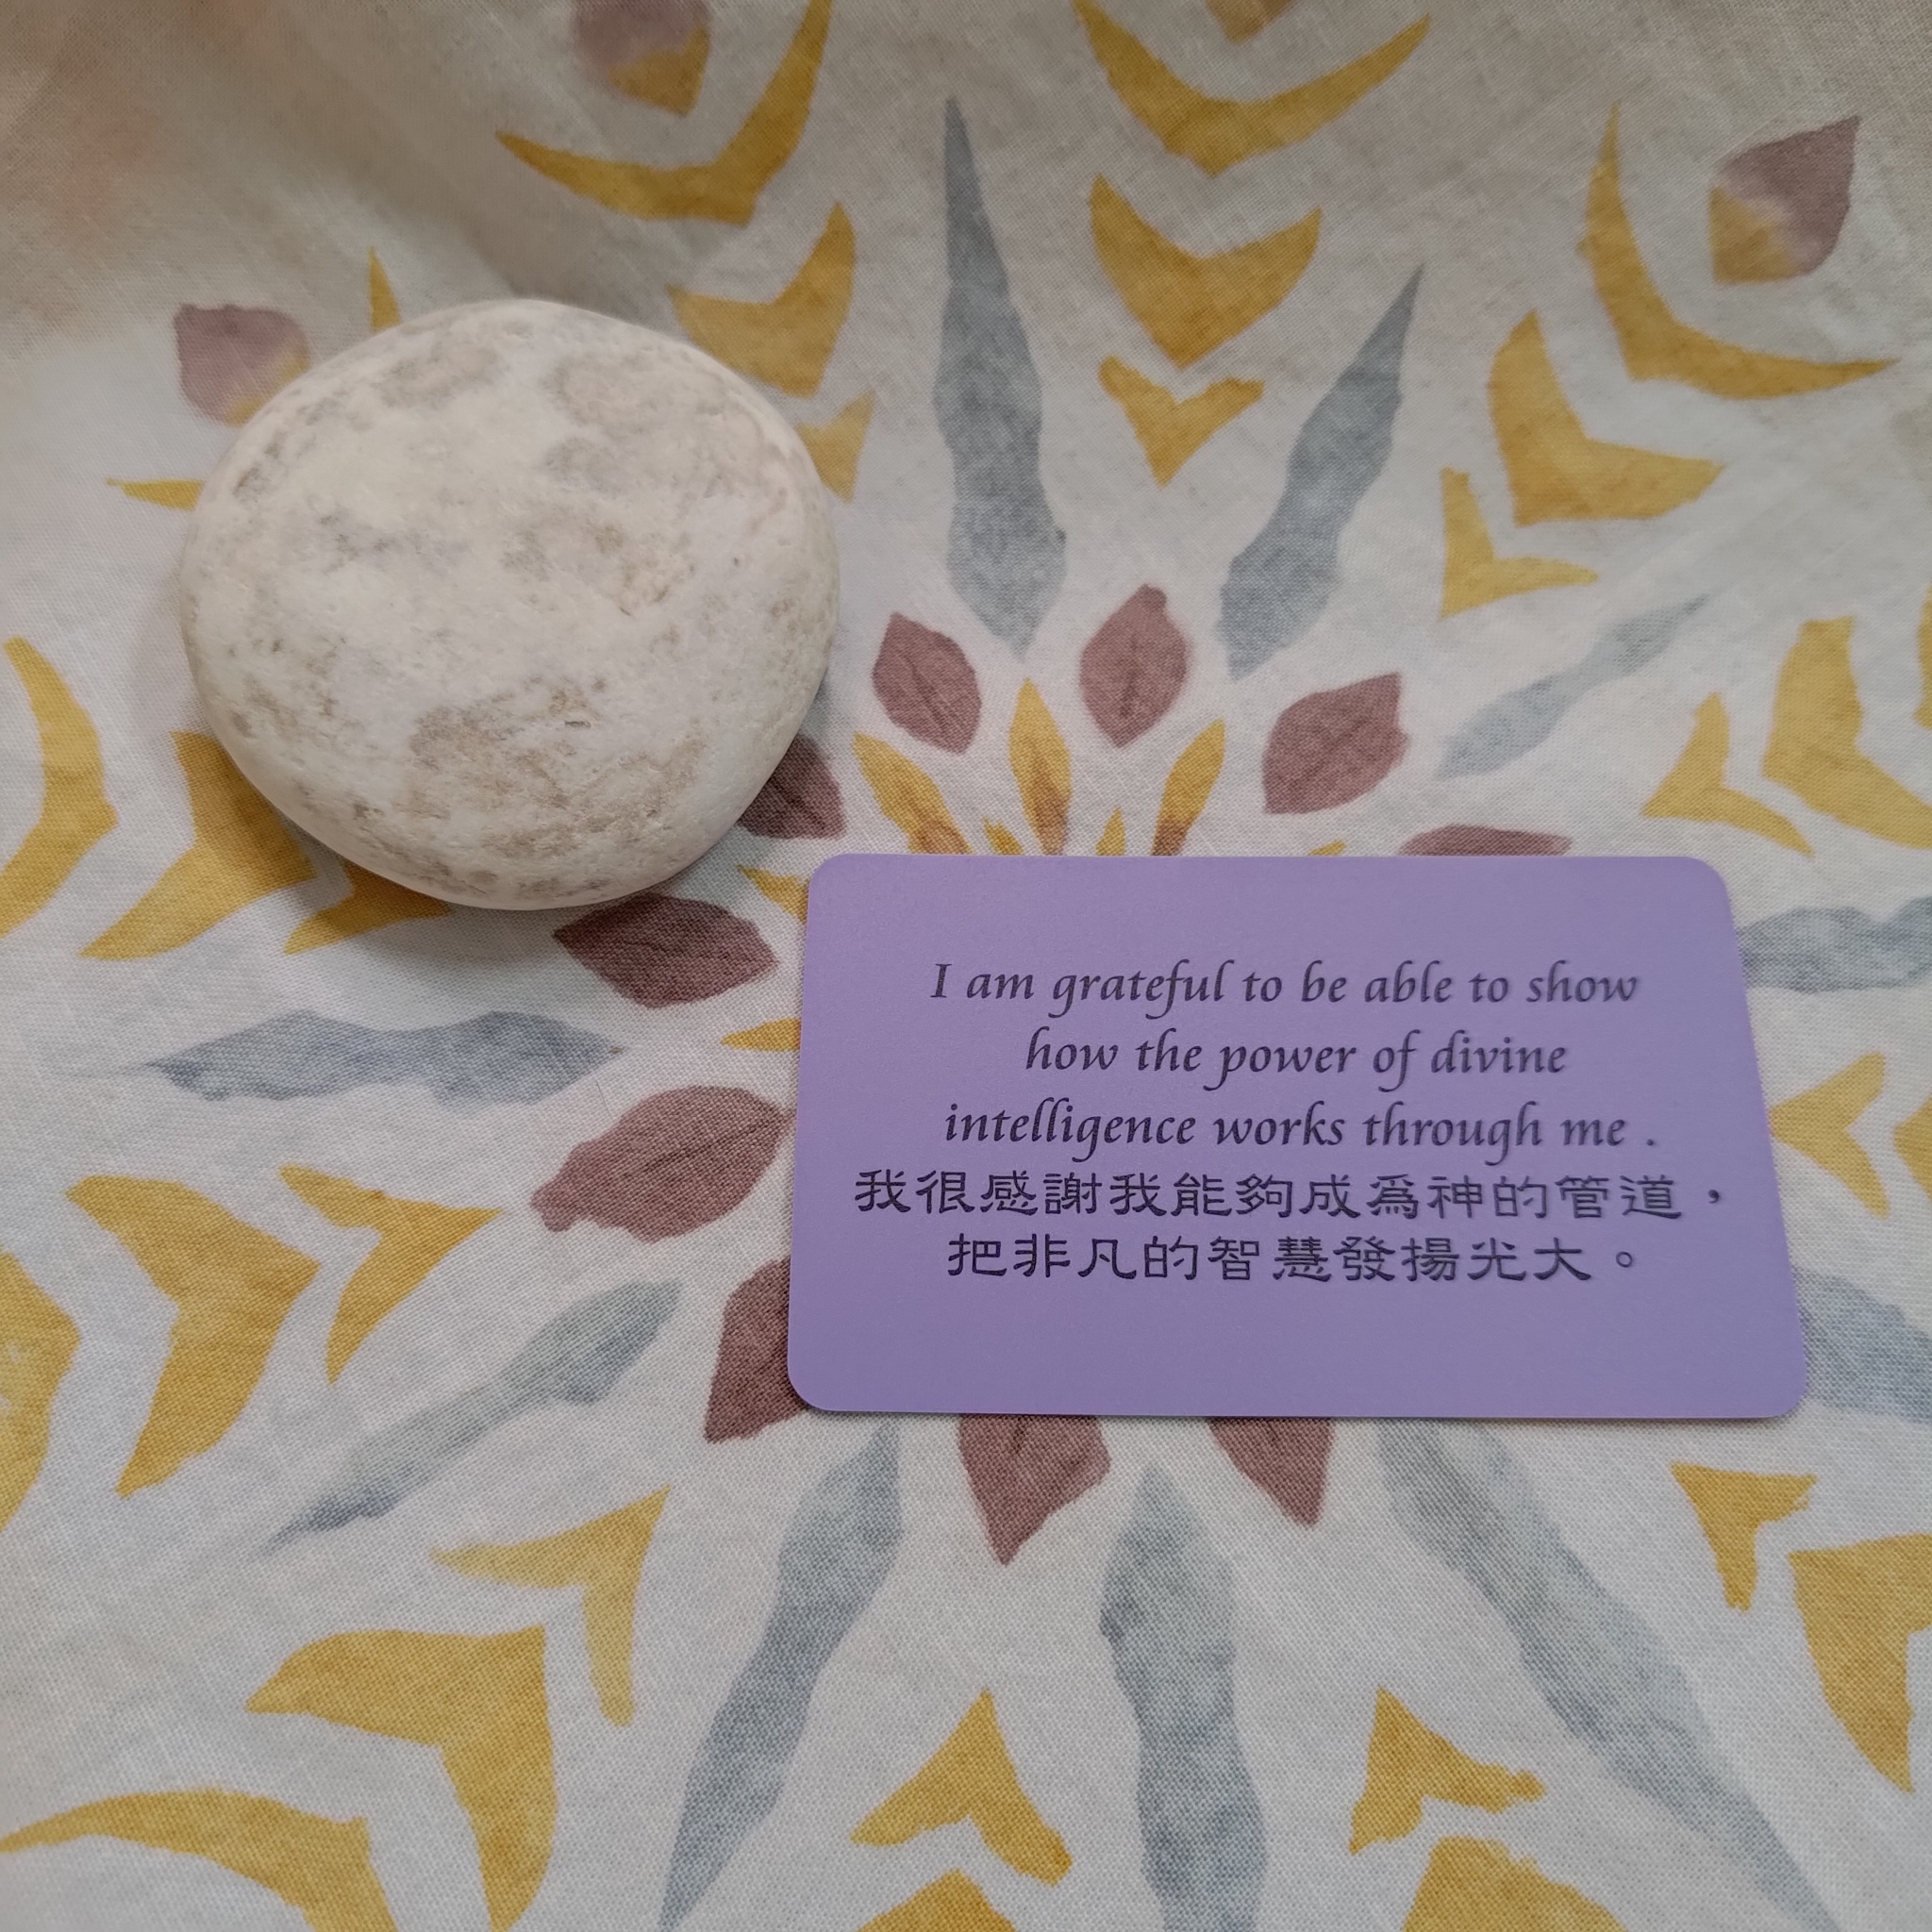 I am grateful to be able to show
how the power of divine
intelligence works through me .
我很感謝我能夠成爲神的管道，
把非凡的智慧發揚光大。